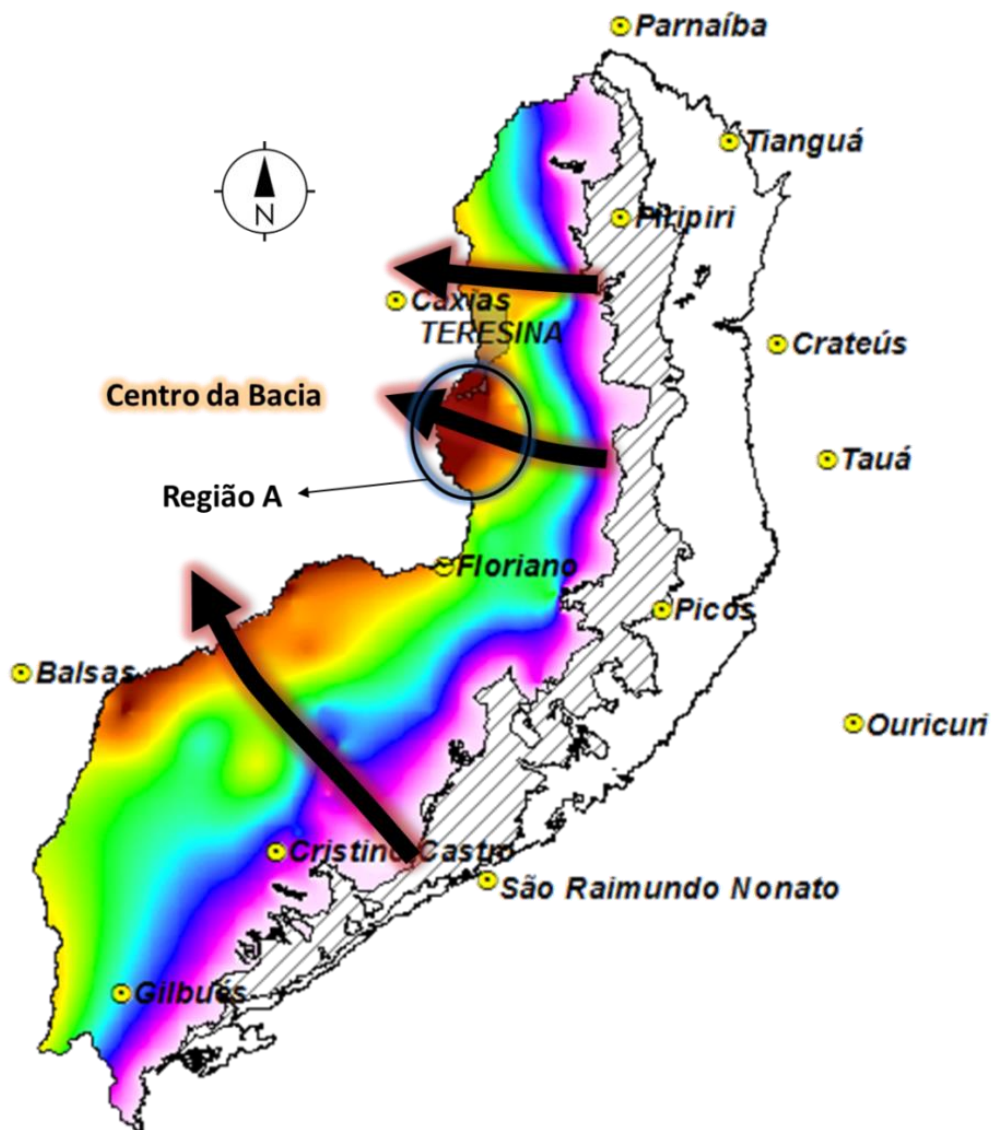 Parnaíba
Tianguá
N
Piripiri
Caxias
TERESINA
Crateús
Centro da Bacia
Tauá
Região A
Floriano
Picos
Balsas
Ouricuri
Cristino Castro
São Raimundo Nonato
Gilbués